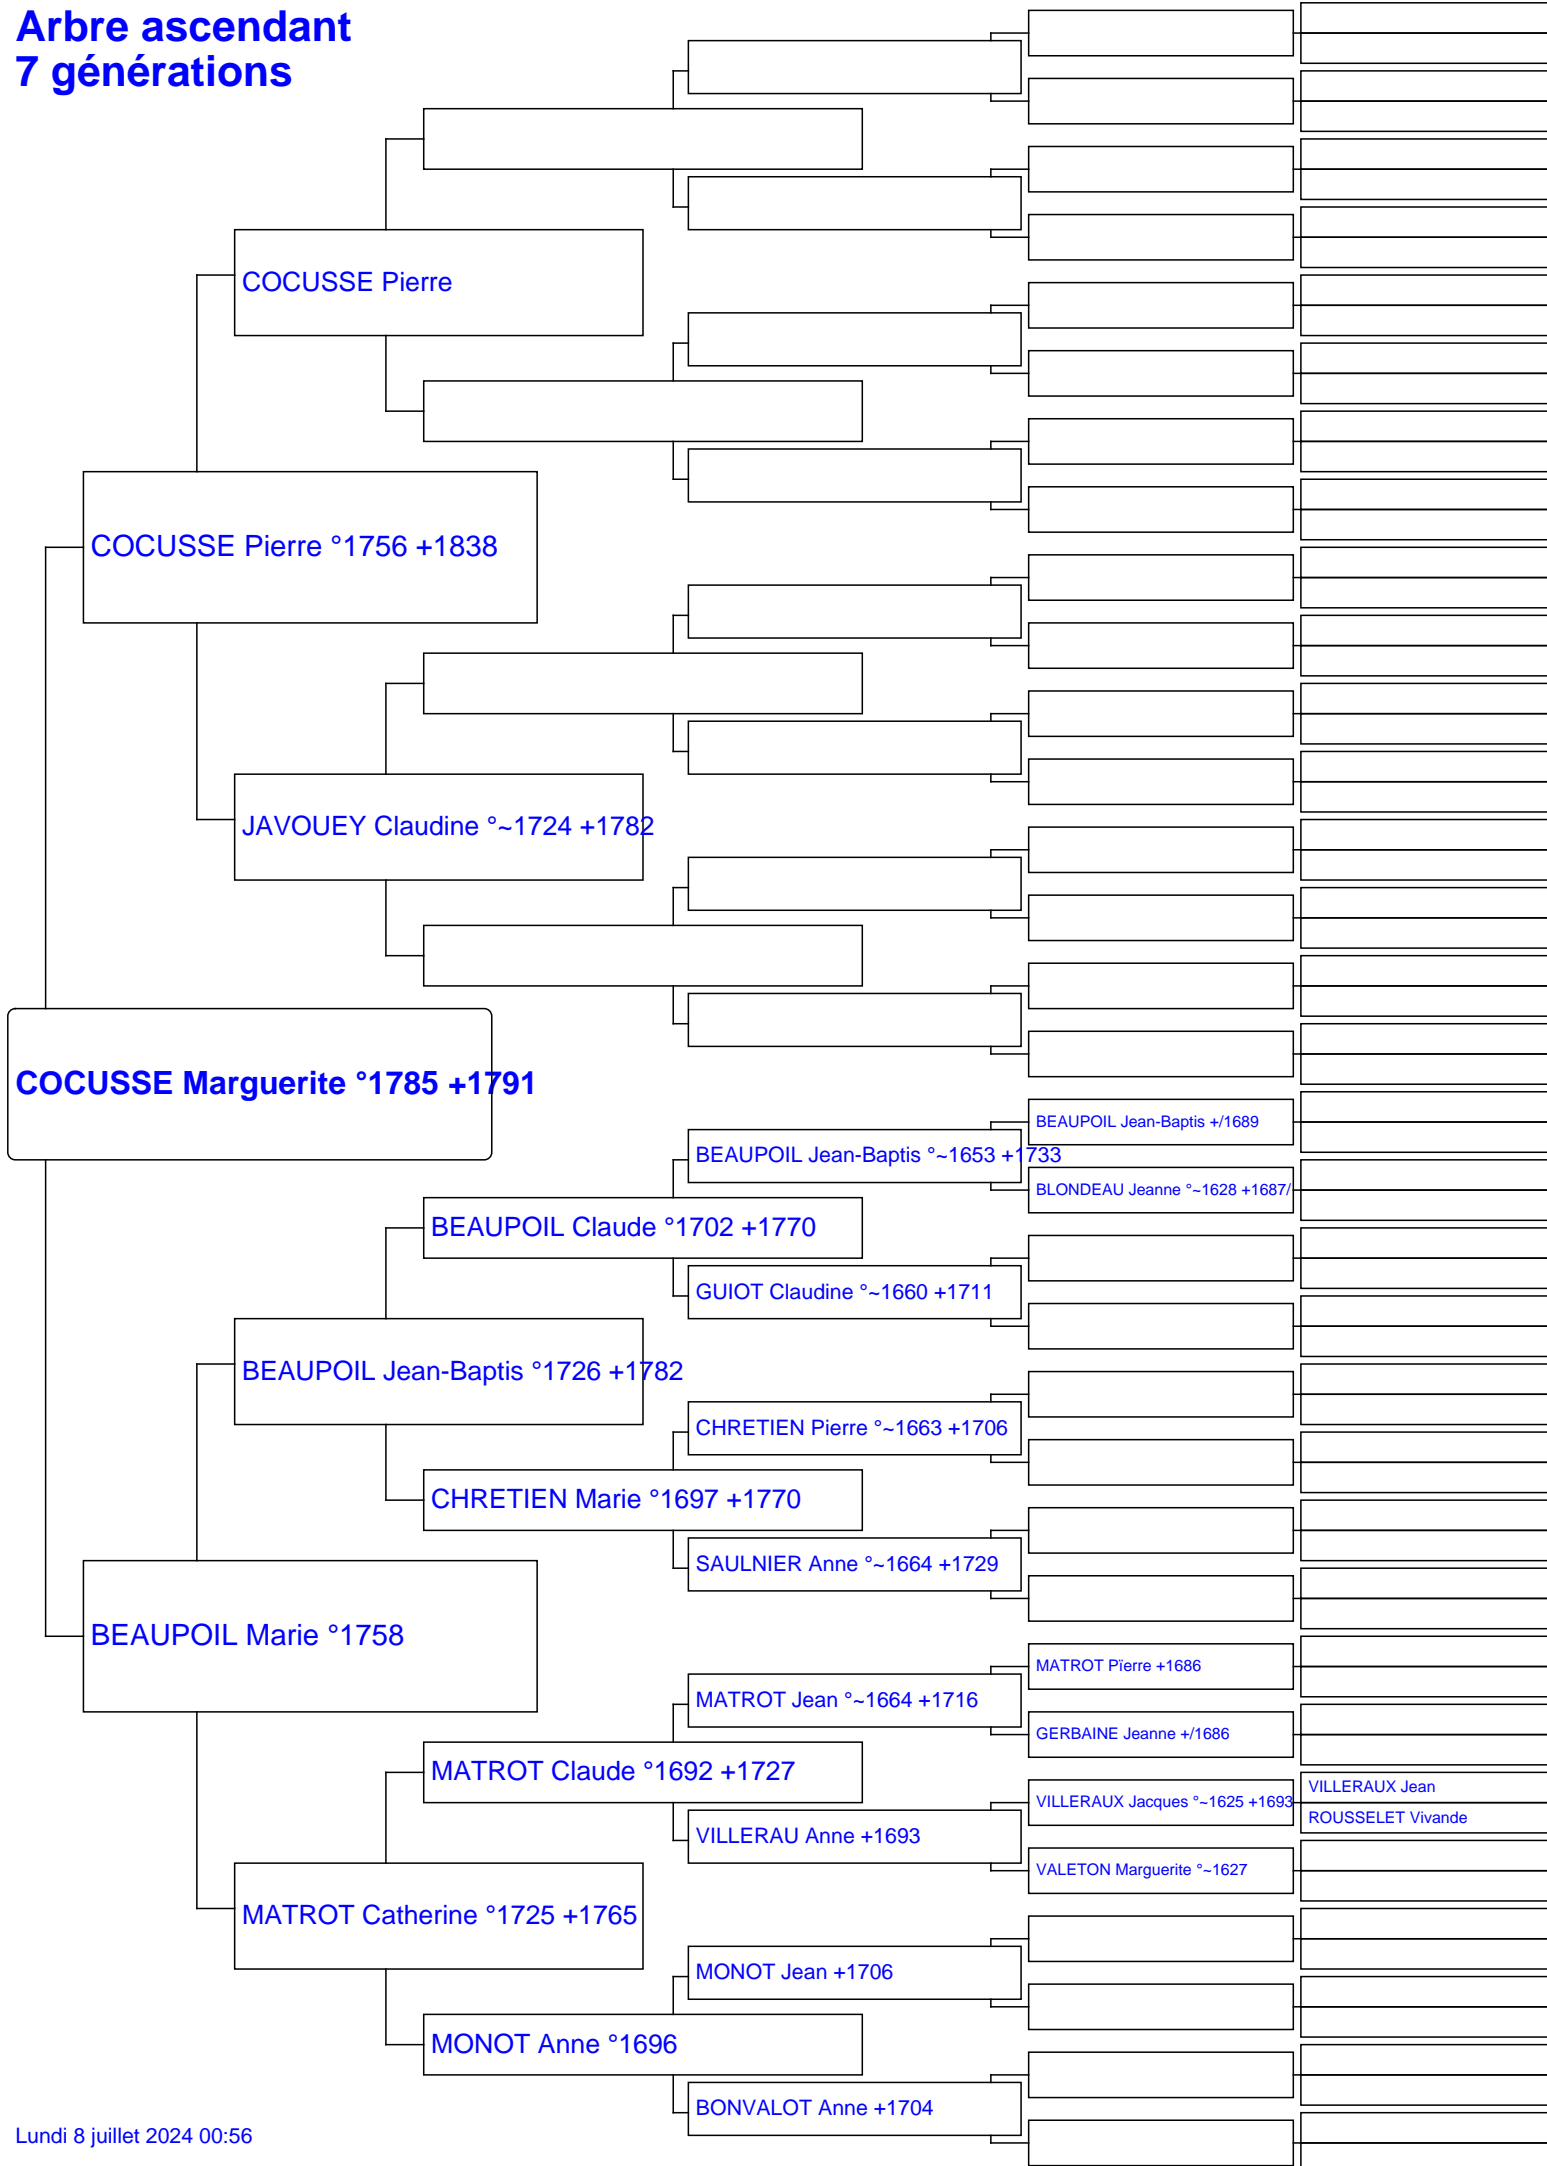 Arbre ascendant
7 générations
COCUSSE Pierre
COCUSSE Pierre °1756 +1838
JAVOUEY Claudine °~1724 +1782
COCUSSE Marguerite °1785 +1791
BEAUPOIL Jean-Baptis +/1689
BEAUPOIL Jean-Baptis °~1653 +1733
BLONDEAU Jeanne °~1628 +1687/
BEAUPOIL Claude °1702 +1770
GUIOT Claudine °~1660 +1711
BEAUPOIL Jean-Baptis °1726 +1782
CHRETIEN Pierre °~1663 +1706
CHRETIEN Marie °1697 +1770
SAULNIER Anne °~1664 +1729
BEAUPOIL Marie °1758
MATROT Pïerre +1686
MATROT Jean °~1664 +1716
GERBAINE Jeanne +/1686
MATROT Claude °1692 +1727
VILLERAUX Jean
VILLERAUX Jacques °~1625 +1693
ROUSSELET Vivande
VILLERAU Anne +1693
VALETON Marguerite °~1627
MATROT Catherine °1725 +1765
MONOT Jean +1706
MONOT Anne °1696
BONVALOT Anne +1704
Lundi 8 juillet 2024 00:56